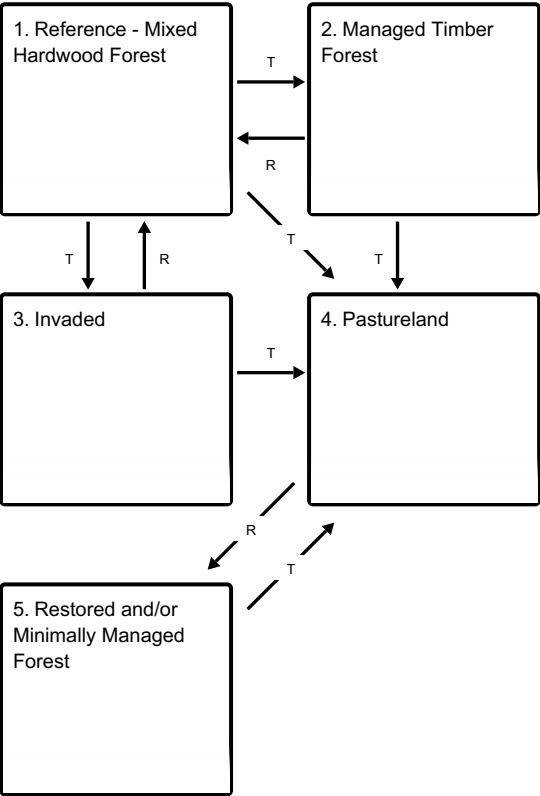 1. Reference - Mixed
Hardwood Forest
T
2. Managed Timber
Forest
R
T
T
R
T
3. Invaded
T
4. Pastureland
R
T
5. Restored and/or
Minimally Managed
Forest